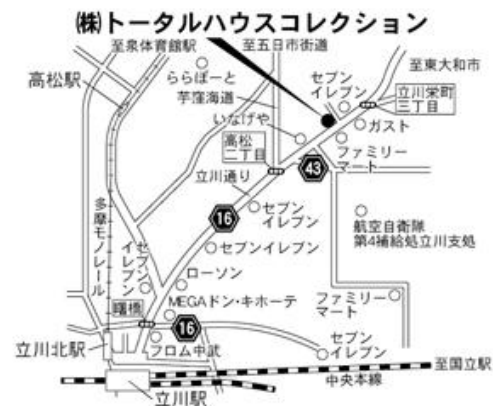 ㈱トータルハウスコレクション
至泉体育館駅
至五日市街道
至東大和市
高松駅
ららぽーと
芋窪海道
セブン
イレブン
立川栄町
三丁目
いなげや
ガスト
高松
二丁目
ファミリー
マート
43
立川通り
16
セブン
イレブン
航空自衛隊
第4補給処立川支処
多摩モノレール
セブン
イレブン
セブンイレブン
ローソン
ファミリー
マート
MEGAドン・キホーテ
曙橋
16
フロム中武
セブン
イレブン
立川北駅
至国立駅
中央本線
立川駅